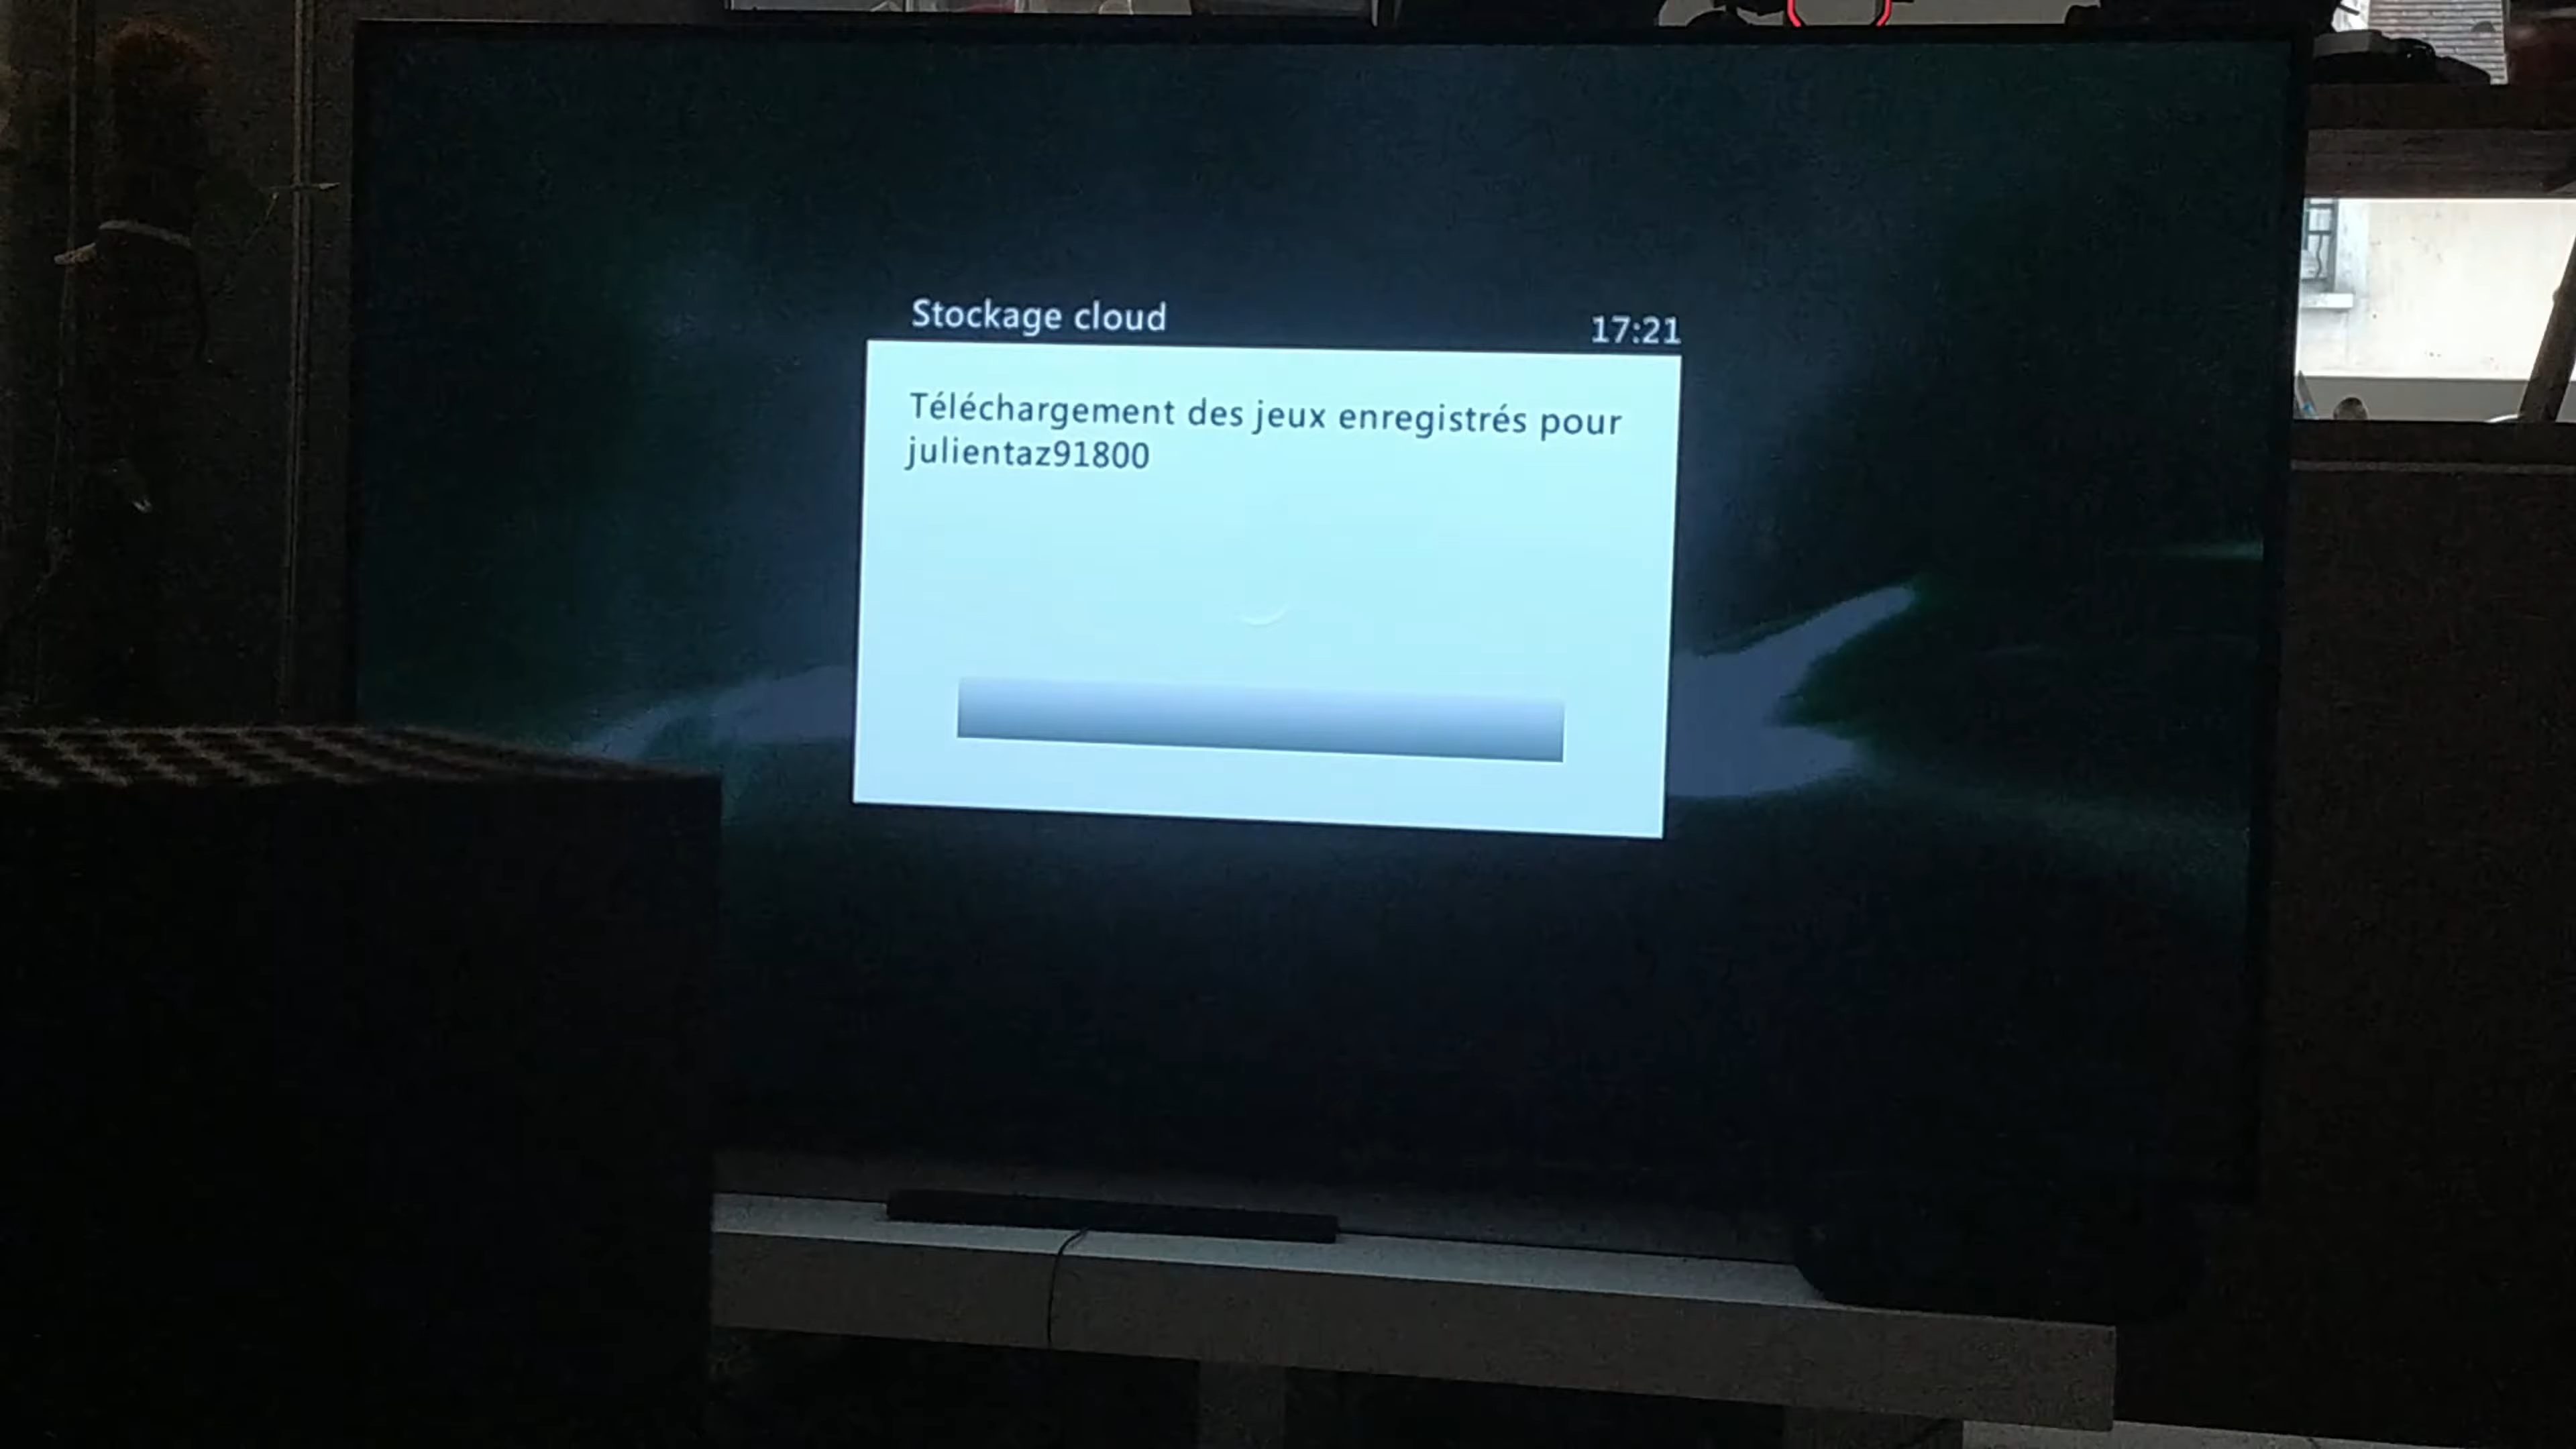 Stockage cloud
17:21
Téléchargement des jeux enregistrés pour
julientaz91800